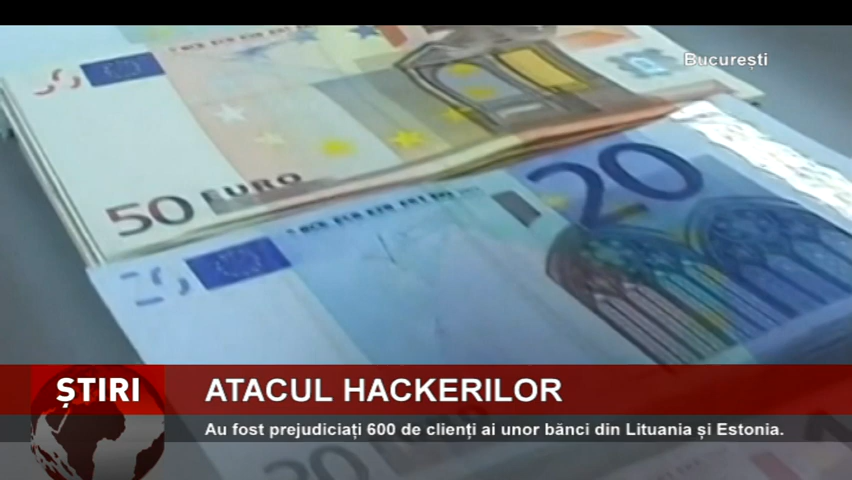 București
50 EURO
20
ȘTIRI
ATACUL HACKERILOR
Au fost prejudiciați 600 de clienți ai unor bănci din Lituania și Estonia.
20